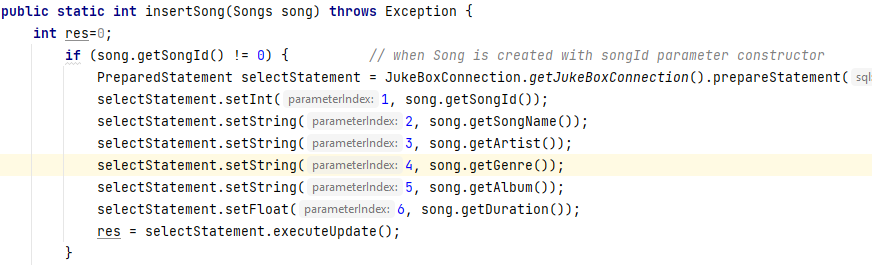 public static int insertSong(Songs song) throws Exception {
int res=0;
if (song.getSongId() != 0) { // when Song is created with songId parameter constructor
PreparedStatement selectStatement = JukeBoxConnection.getJukeBoxConnection().prepareStatement(
selectStatement.setInt( parameterIndex: 1, song.getSongId());
selectStatement.setString( parameterIndex: 2, song.getSongName());
selectStatement.setString( parameterIndex: 3, song.getArtist());
selectStatement.setString( parameterIndex: 4, song.getGenre());
selectStatement.setString( parameterIndex: 5, song.getAlbum());
selectStatement.setFloat( parameterIndex: 6, song.getDuration());
res = selectStatement.executeUpdate();
}